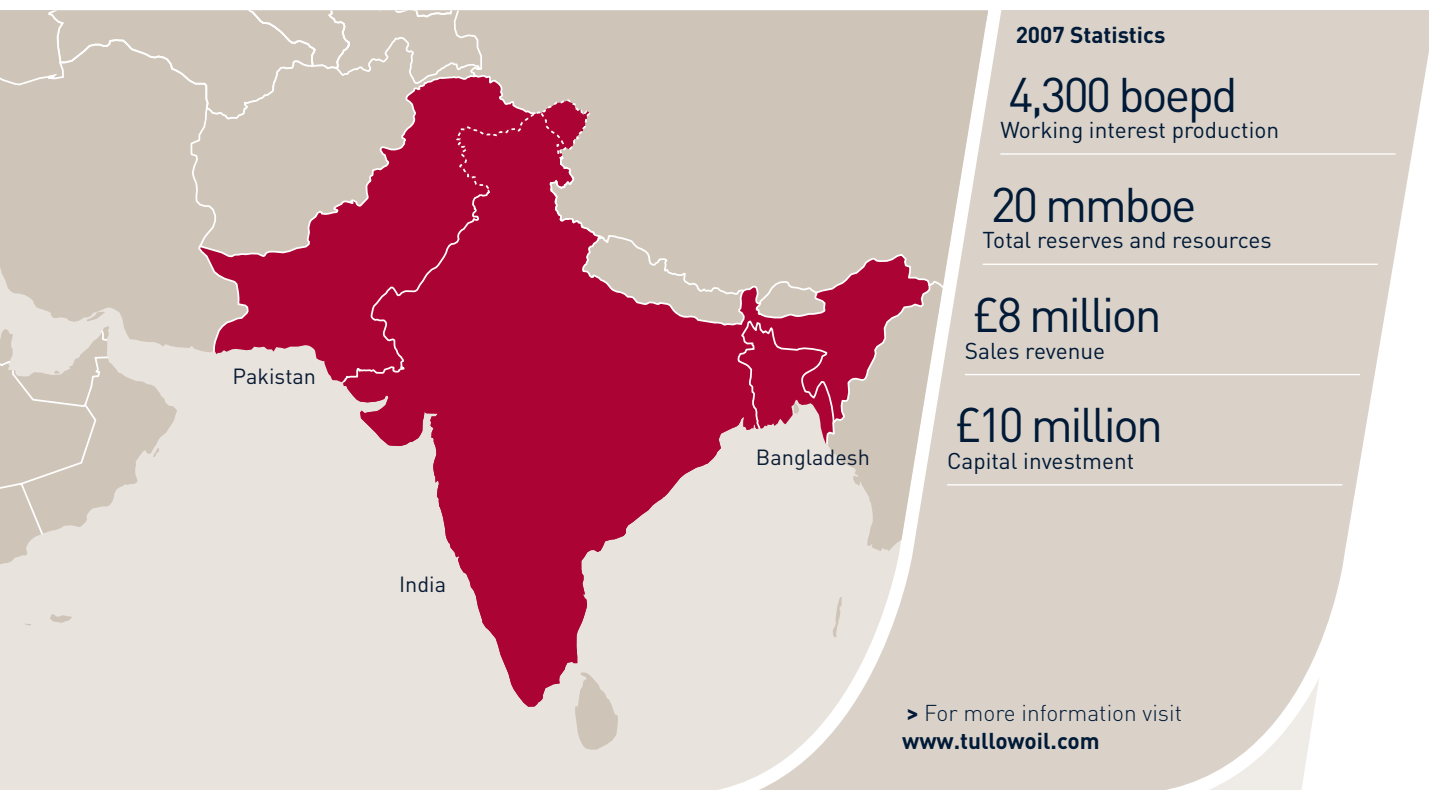 2007 Statistics
4,300 boepd
Working interest production
20 mmboe
Total reserves and resources
£8 million
Sales revenue
£10 million
Capital investment
Pakistan
Bangladesh
India
> For more information visit
www.tullowoil.com